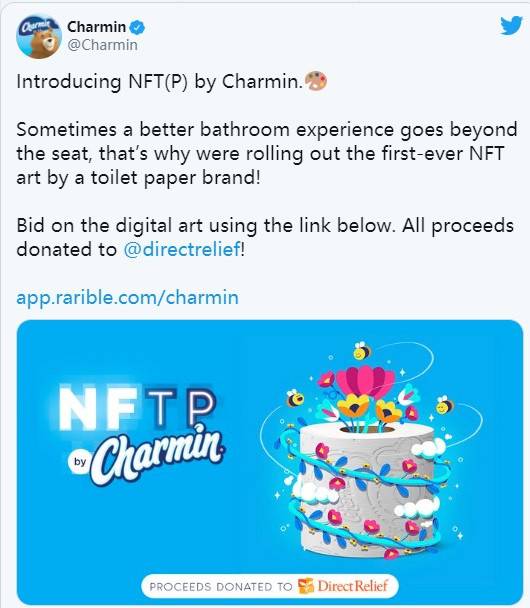 Charmin
Charmin
@Charmin
Introducing NFT(P) by Charmin.🎨
Sometimes a better bathroom experience goes beyond
the seat, that's why were rolling out the first-ever NFT
art by a toilet paper brand!
Bid on the digital art using the link below. All proceeds
donated to @directrelief!
app.rarible.com/charmin
NFTP
by Charmin
PROCEEDS DONATED TO Direct Relief